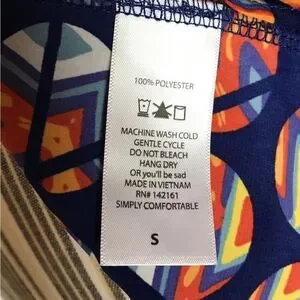 100% POLYESTER
MACHINE WASH COLD
GENTLE CYCLE
DO NOT BLEACH
HANG DRY
OR you'll be sad
MADE IN VIETNAM
RN# 142161
SIMPLY COMFORTABLE
S